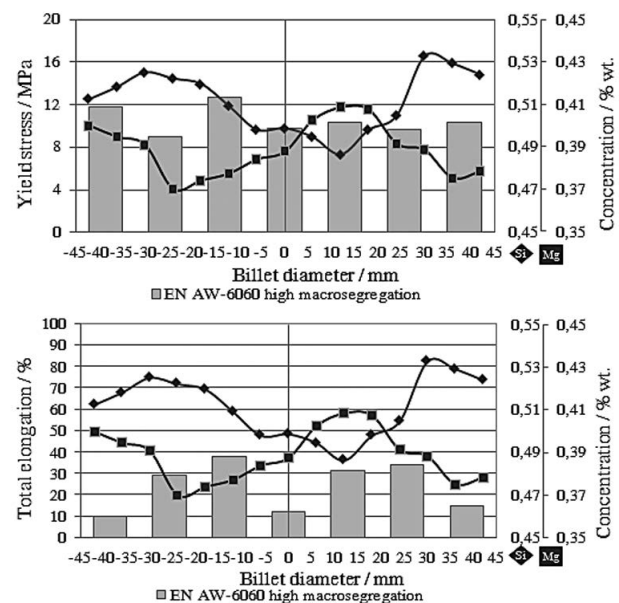 20 0,55 0,45
16 0,53 0,43
12 0,51 0,41
8 0,49 0,39
4 0,47 0,37
0 0,45 0,35
Yield stress / MPa
Concentration / % wt.
-45-40-35-30-25-20-15-10-5 0 5 10 15 20 25 30 35 40 45 Si Mg
Billet diameter / mm
EN AW-6060 high macrosegregation
100 0,55 0,45
90
80 0,53 0,43
70
60 0,51 0,41
50
40 0,49 0,39
30
20 0,47 0,37
10
0 0,45 0,35
Total elongation / %
Concentration / % wt.
-45-40-35-30-25-20-15-10-5 0 5 10 15 20 25 30 35 40 45 Si Mg
Billet diameter / mm
EN AW-6060 high macrosegregation